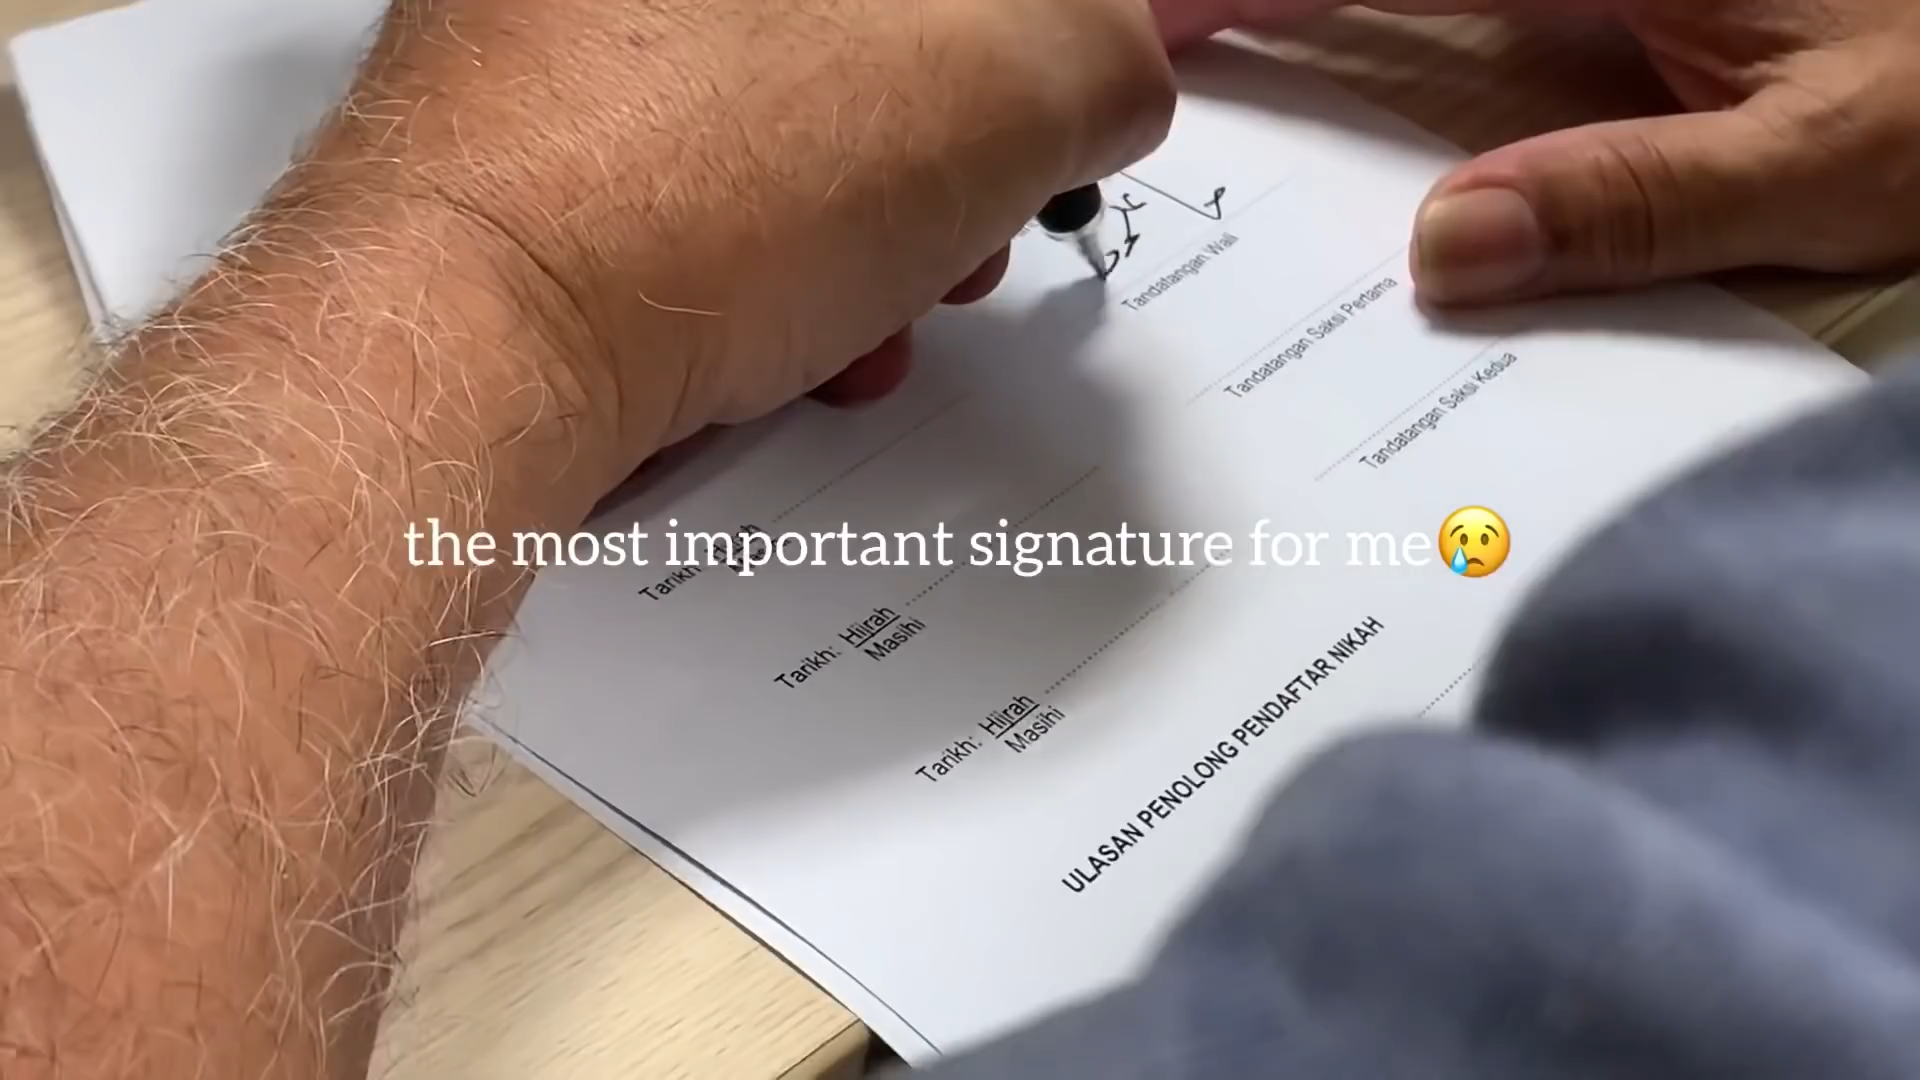 Tandatangan Wali
Tandatangan Saksi Pertama
Tandatangan Saksi Kedua
the most important signature for me😢
Tarikh
Tarikh: Hijrah
Masihi
Tarikh: Hijrah
Masihi
ULASAN PENOLONG PENDAFTAR NIKAH